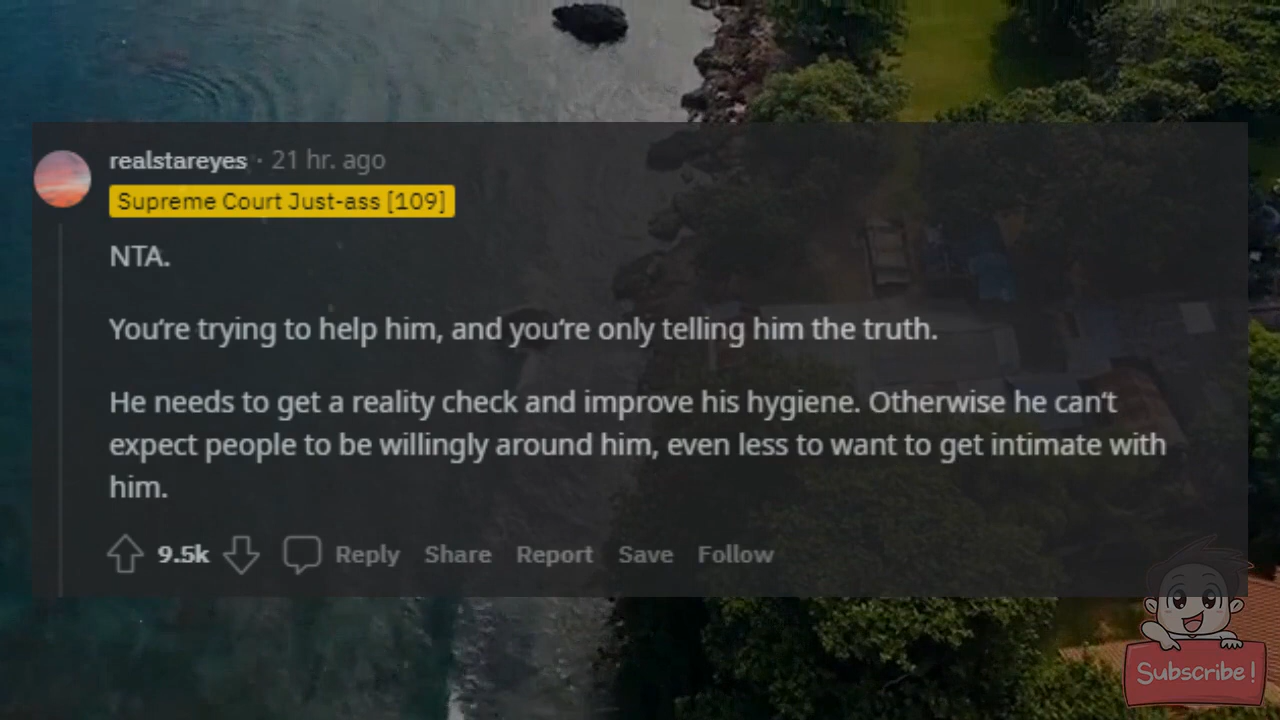 realstareyes · 21 hr. ago
Supreme Court Just-ass [109]
NTA.
You're trying to help him, and you're only telling him the truth.
He needs to get a reality check and improve his hygiene. Otherwise he can't
expect people to be willingly around him, even less to want to get intimate with
him.
9.5k Reply Share Report Save Follow
Subscribe!